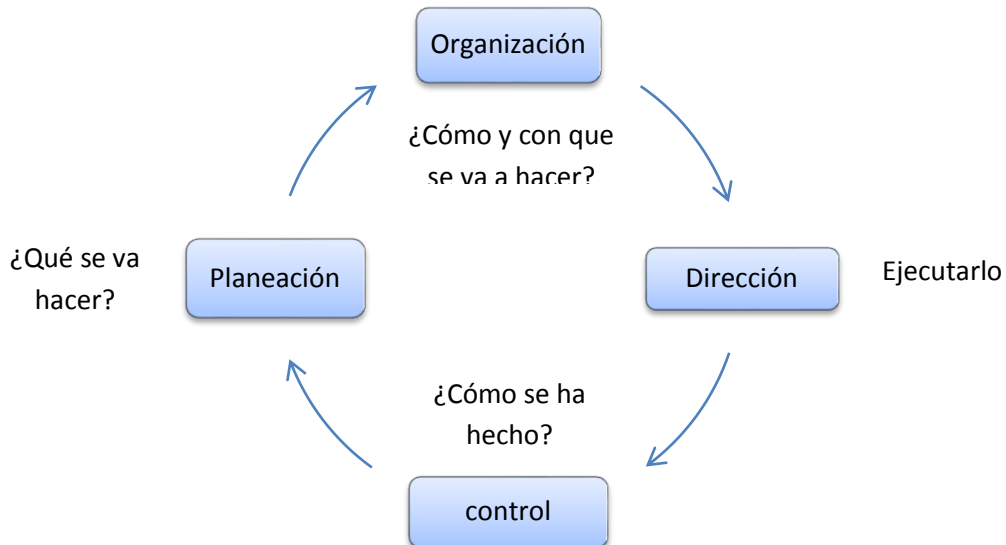 Organización
¿Cómo y con que
se va a hacer?
¿Qué se va
hacer?
Planeación
Dirección
Ejecutarlo
¿Cómo se ha
hecho?
control